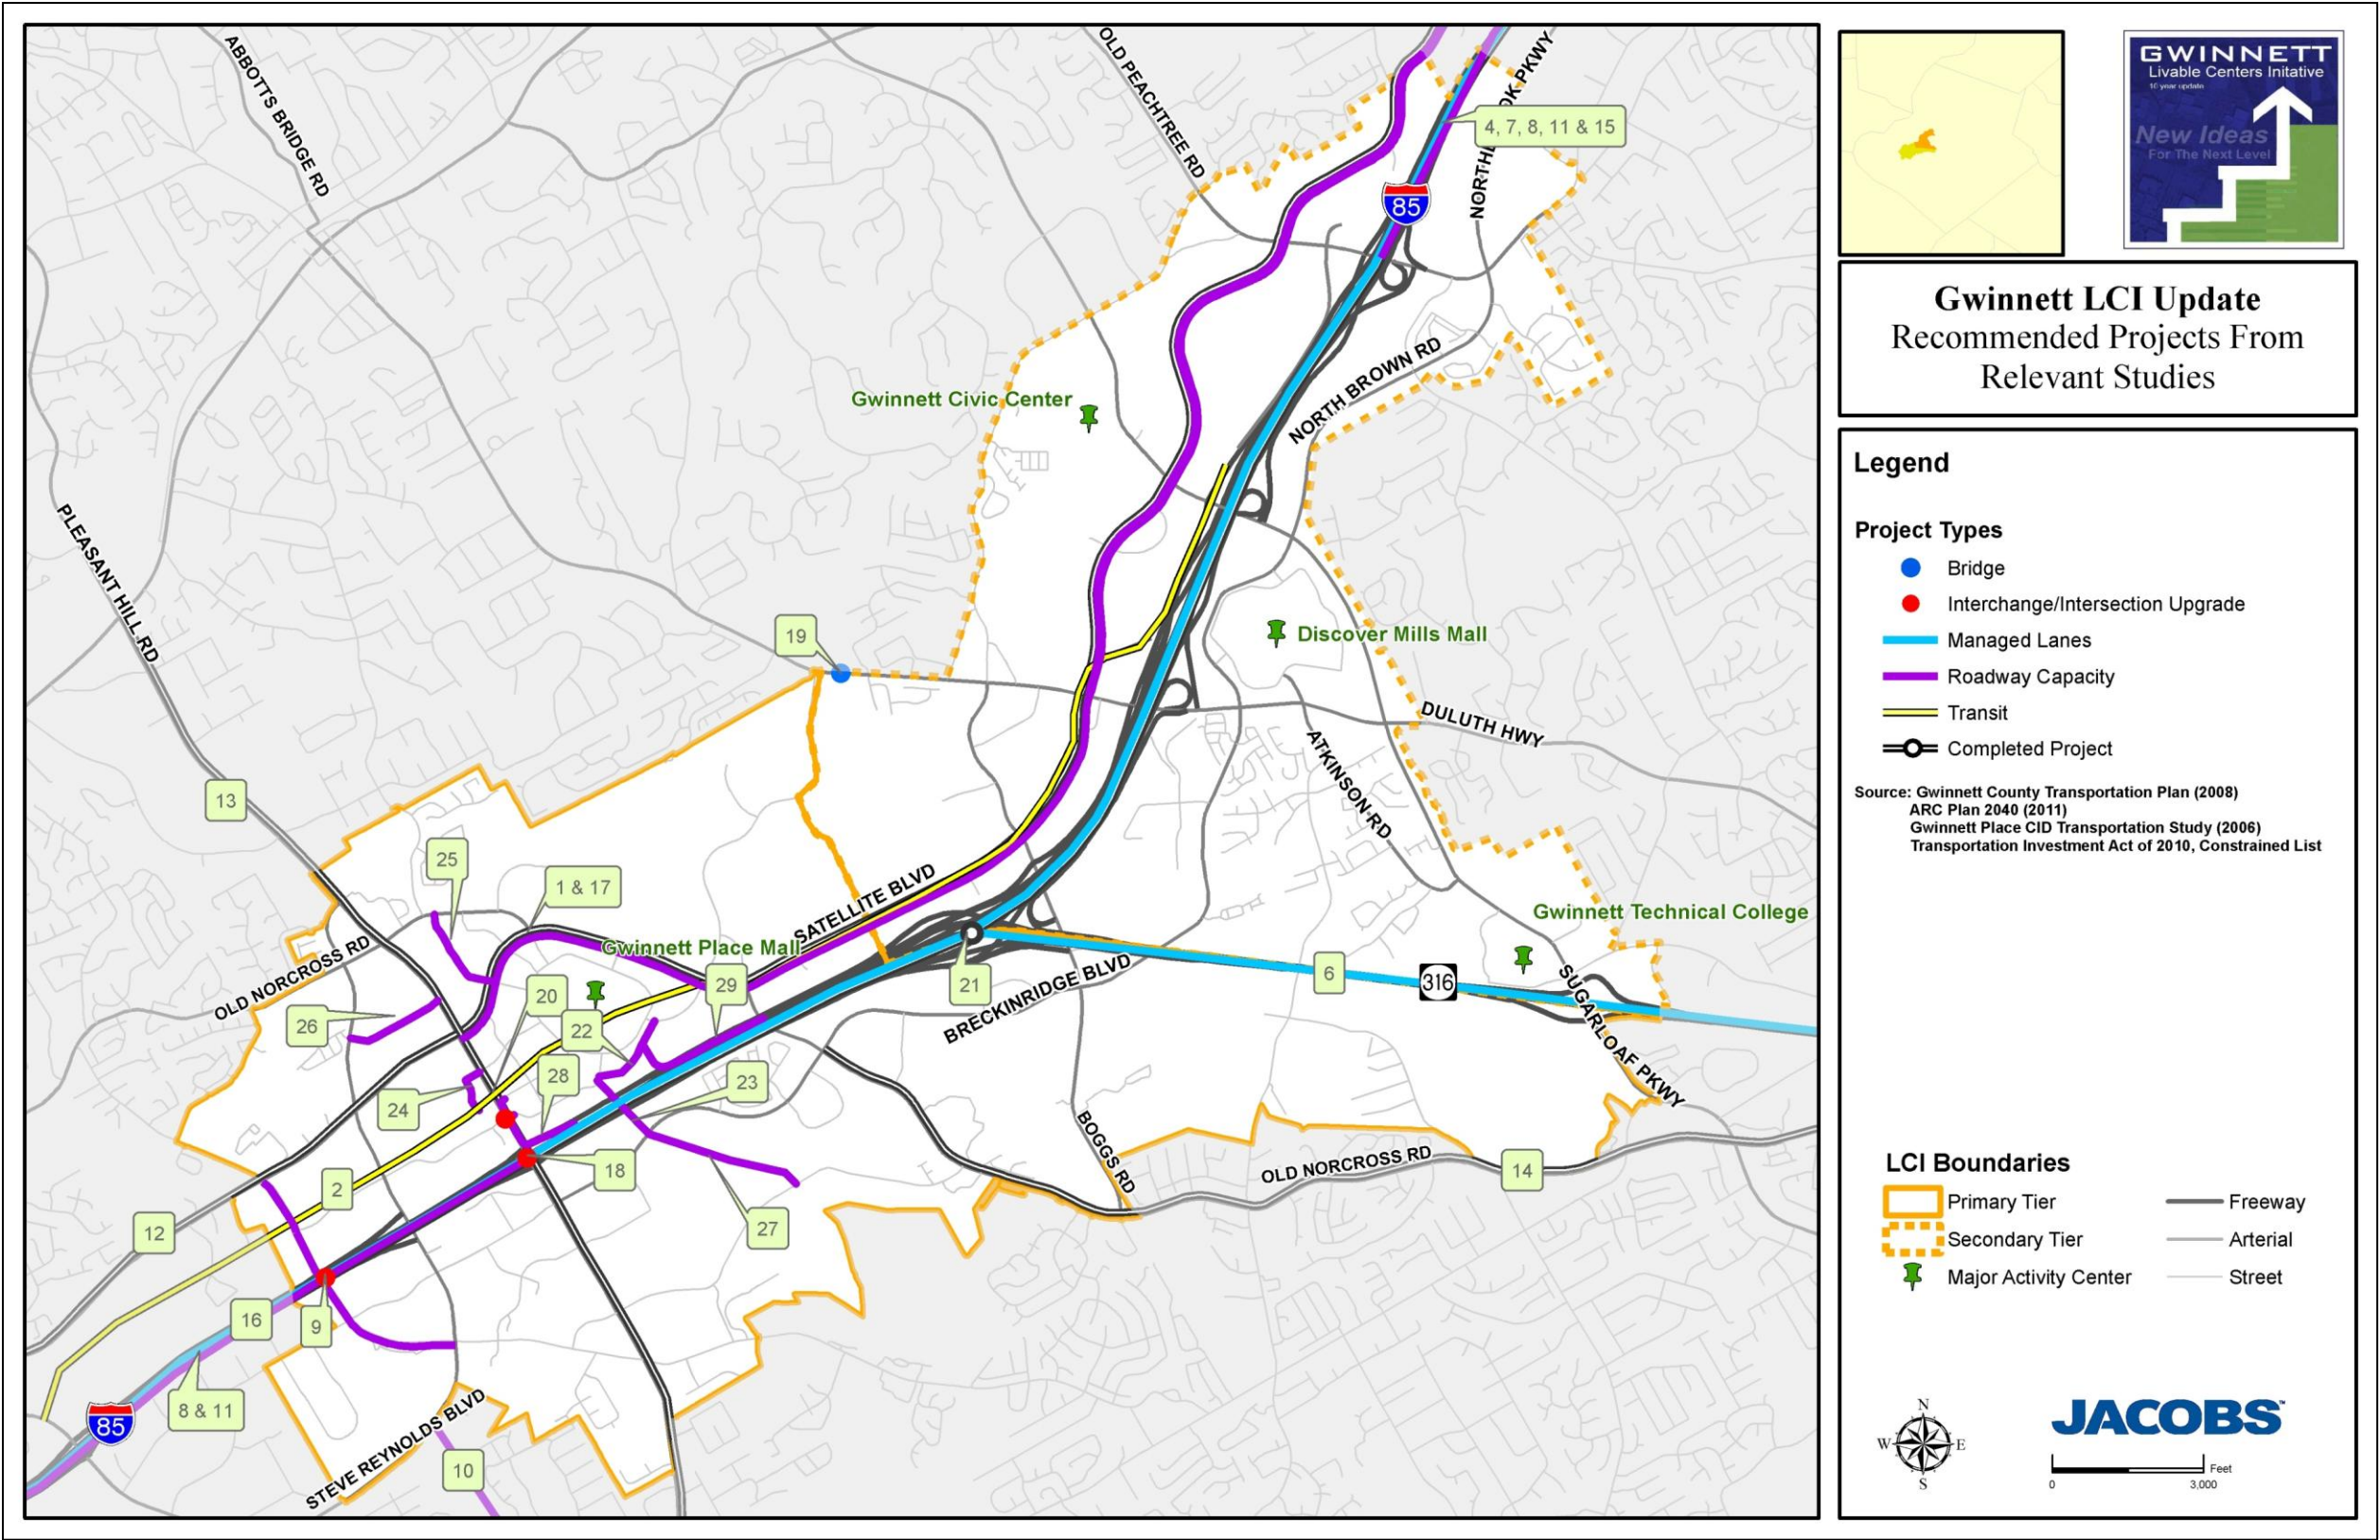 ABBOTTS BRIDGE RD
OLD PEACHTREE RD
4, 7, 8, 11 & 15
85
NORTH BROWN RD
Gwinnett Civic Center
PLEASANT HILL RD
19
Discover Mills Mall
DULUTH HWY
ATKINSON RD
13
25
1 & 17
SATELLITE BLVD
Gwinnett Place Mall
OLD NORCROSS RD
Gwinnett Technical College
29
21
BRECKINRIDGE BLVD
6
316
SUGARLOAF PKWY
20
26
22
28
23
24
BOGGS RD
18
OLD NORCROSS RD
14
2
12
27
16
9
8 & 11
85
STEVE REYNOLDS BLVD
10
GWINNETT
Livable Centers Initative
10 year update
New Ideas
For The Next Level
Gwinnett LCI Update
Recommended Projects From
Relevant Studies
Legend
Project Types
Bridge
Interchange/Intersection Upgrade
Managed Lanes
Roadway Capacity
Transit
Completed Project
Source: Gwinnett County Transportation Plan (2008)
ARC Plan 2040 (2011)
Gwinnett Place CID Transportation Study (2006)
Transportation Investment Act of 2010, Constrained List
LCI Boundaries
Primary Tier
Freeway
Secondary Tier
Arterial
Major Activity Center
Street
N
W E
S
JACOBS™
Feet
0 3,000